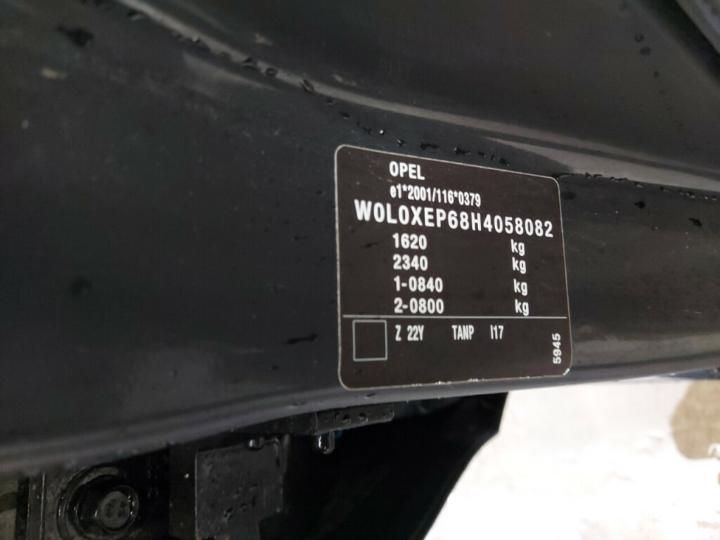 OPEL
e1*2001/116*0379
W0L0XEP68H4058082
1620 kg
2340 kg
1-0840 kg
2-0800 kg
Z 22Y TANP I17
5945